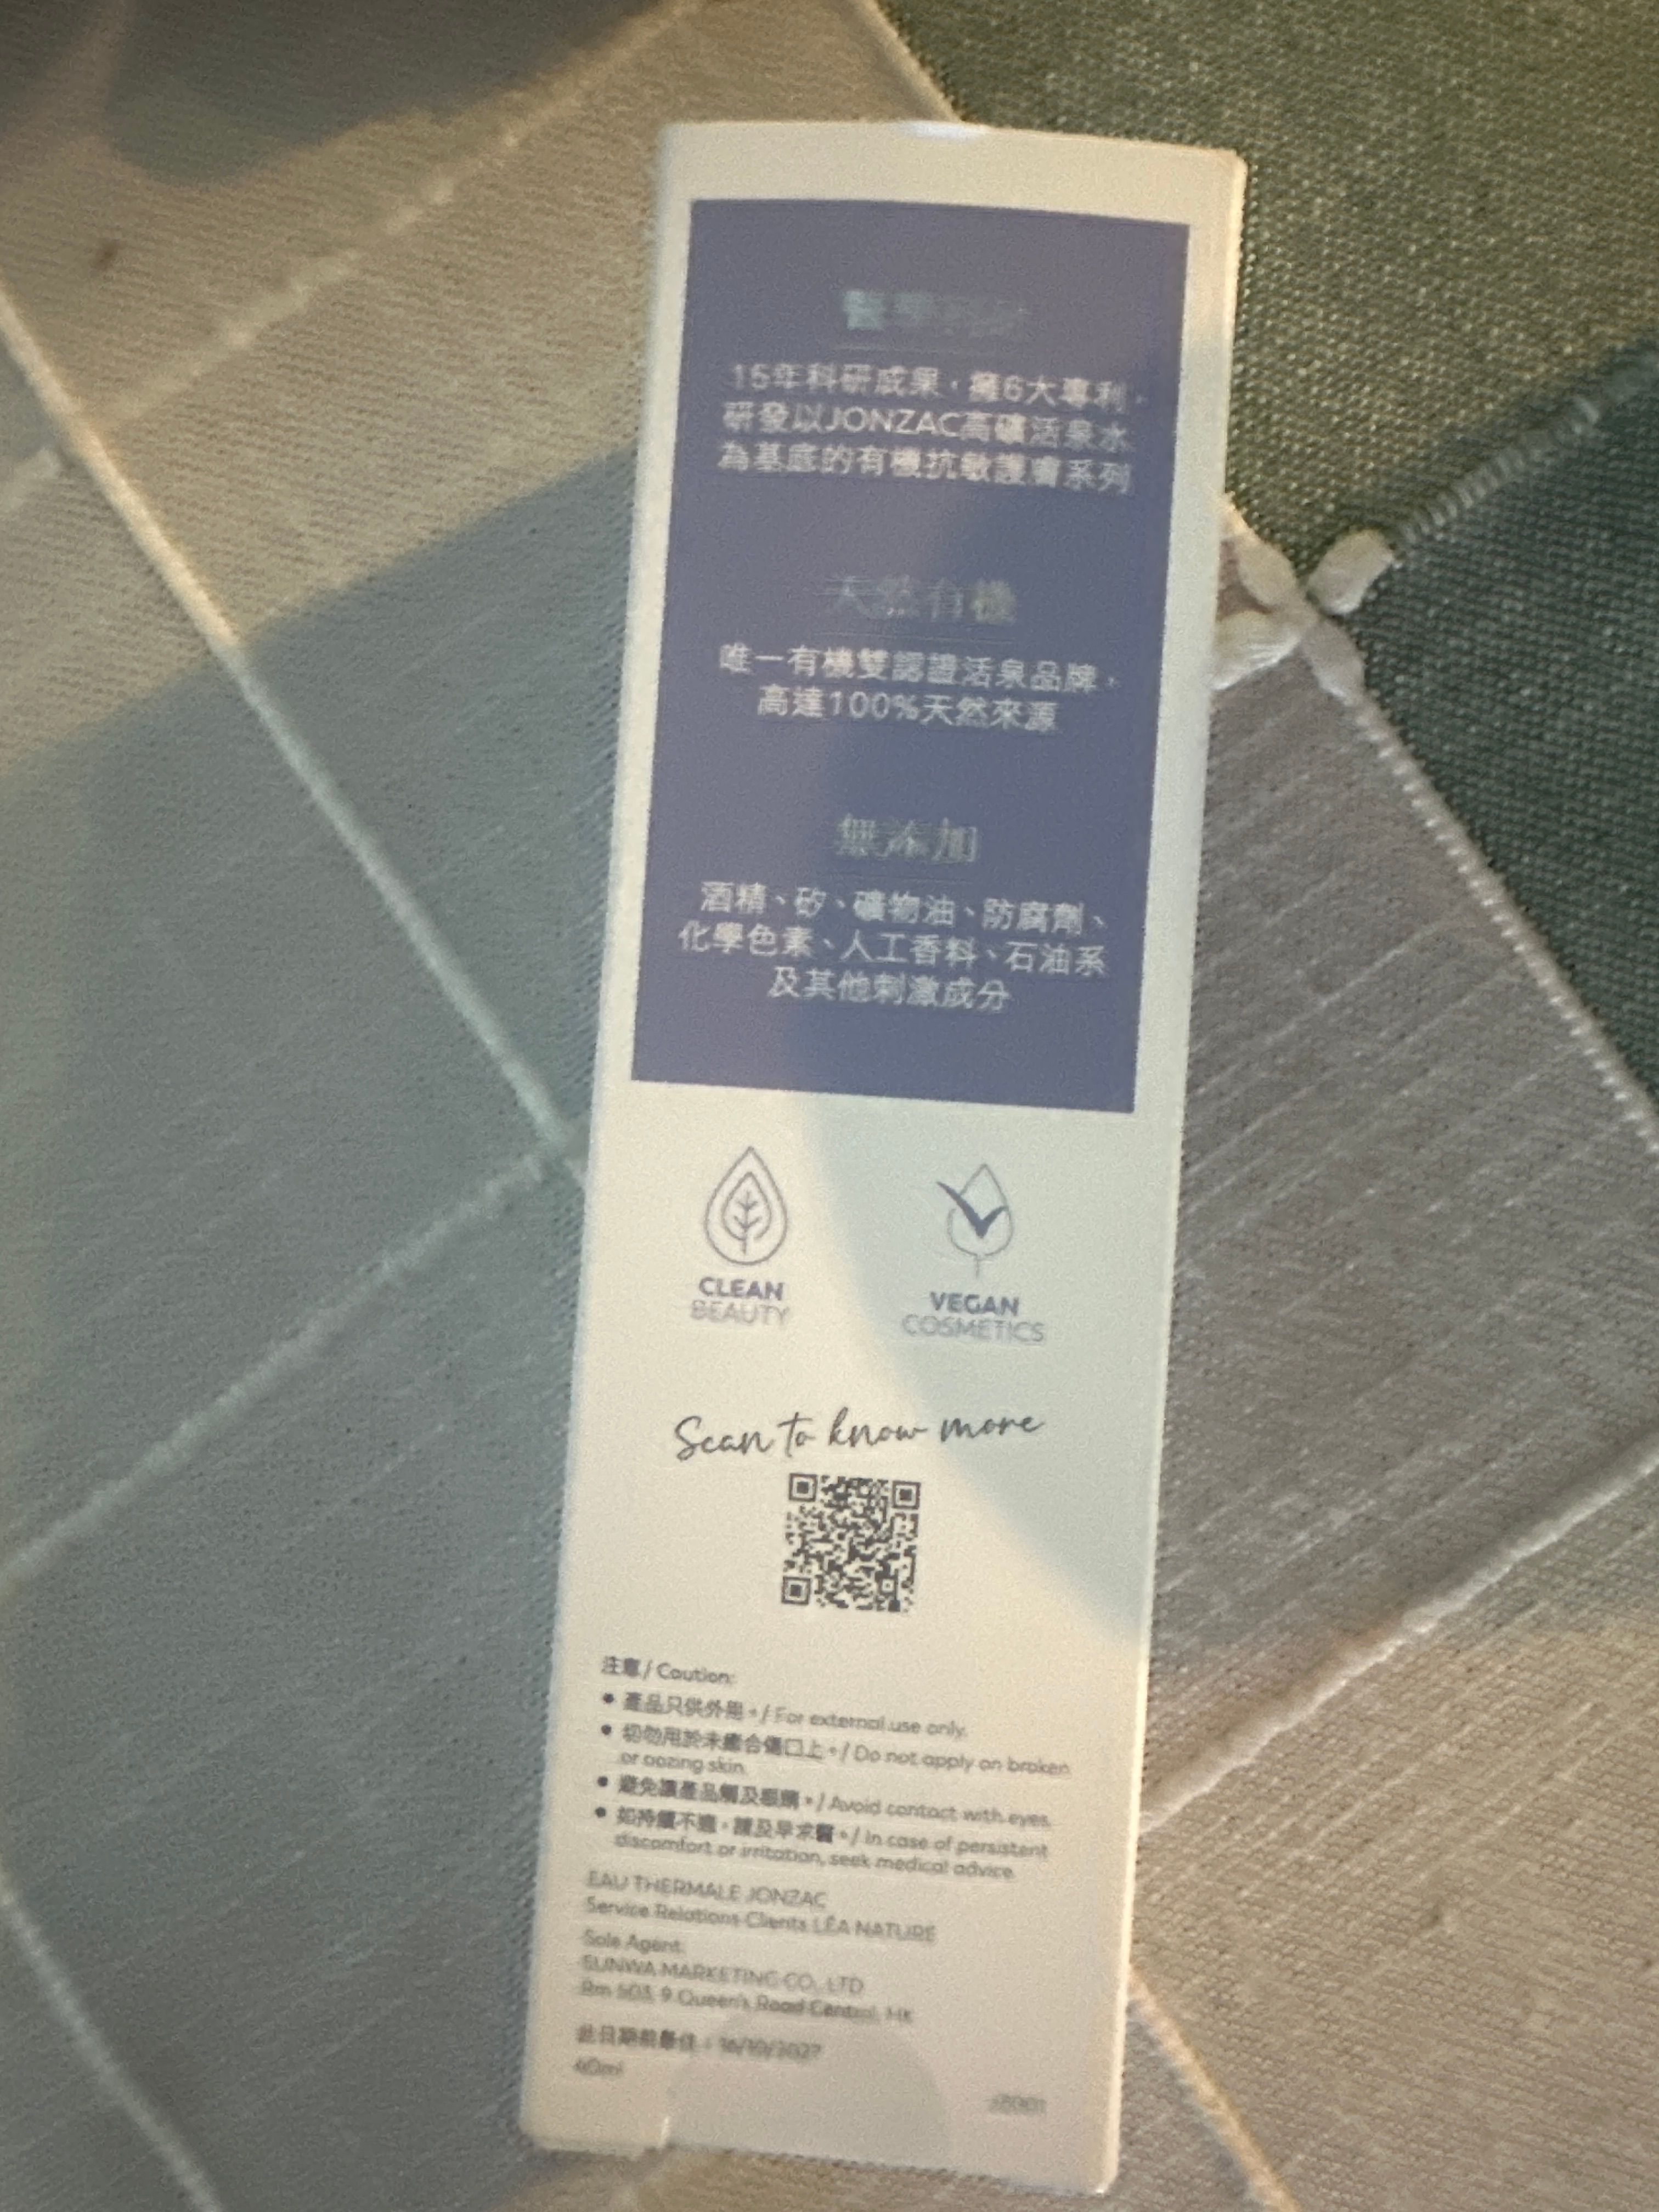 醫學
15年科研成果，擁6大專利，
研發以JONZAC高礦活泉水
為基底的有機抗敏護膚系列
天然有機
唯一有機雙認證活泉品牌，
高達100%天然來源
無添加
酒精、矽、礦物油、防腐劑、
化學色素、人工香料、石油系
及其他刺激成分
CLEAN
BEAUTY
VEGAN
COSMETICS
Scan to know more
注意/ Caution:
● 產品只供外用。/ For external use only.
● 切勿用於未癒合傷口上。/ Do not apply on broken
or oozing skin.
● 避免讓產品觸及眼睛。/ Avoid contact with eyes.
● 如持續不適，請及早求醫。/ In case of persistent
discomfort or irritation, seek medical advice.
EAU THERMALE JONZAC
Service Relations Clients LÉA NATURE
Sole Agent:
SUNWA MARKETING CO., LTD
Rm 503, 9 Queen's Road Central, HK
此日期前最佳：
40ml